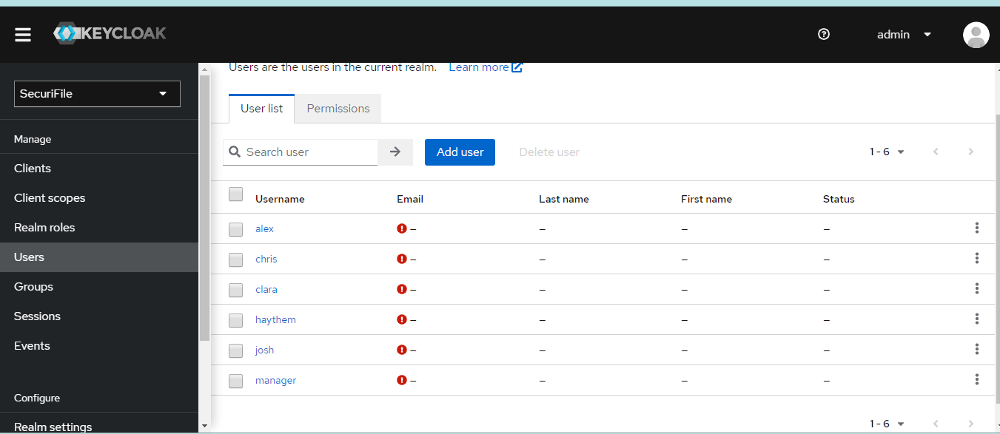 KEYCLOAK
admin
SecuriFile
Manage
Clients
Client scopes
Realm roles
Users
Groups
Sessions
Events
Configure
Realm settings
Users are the users in the current realm. Learn more
User list Permissions
Search user Add user Delete user 1 - 6
Username Email Last name First name Status
alex – – – –
chris – – – –
clara – – – –
haythem – – – –
josh – – – –
manager – – – –
1 - 6